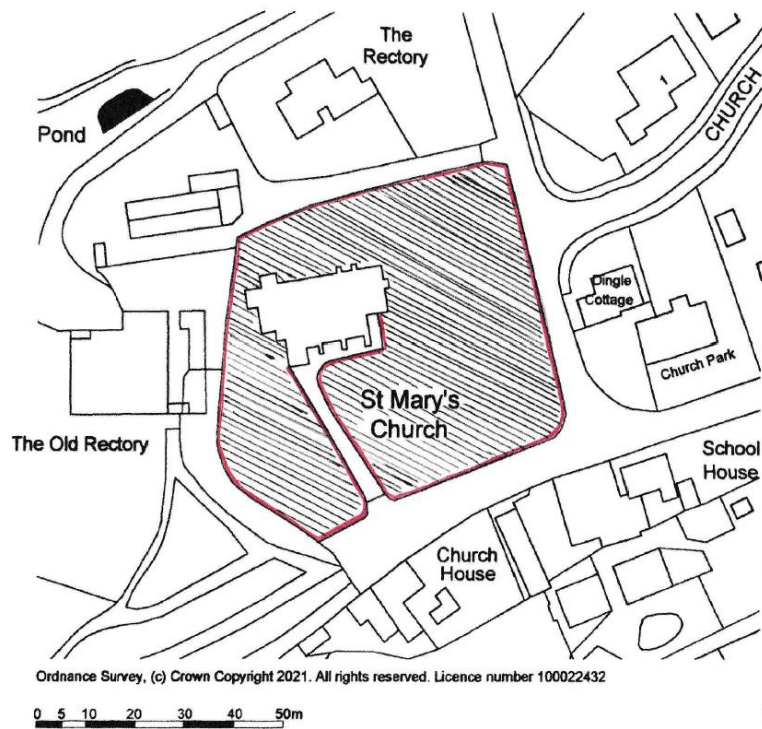 The
Rectory
1
CHURCH
Pond
Dingle
Cottage
Church Park
St Mary's
Church
The Old Rectory
School
House
Church
House
Ordnance Survey, (c) Crown Copyright 2021. All rights reserved. Licence number 100022432
0 5 10 20 30 40 50m